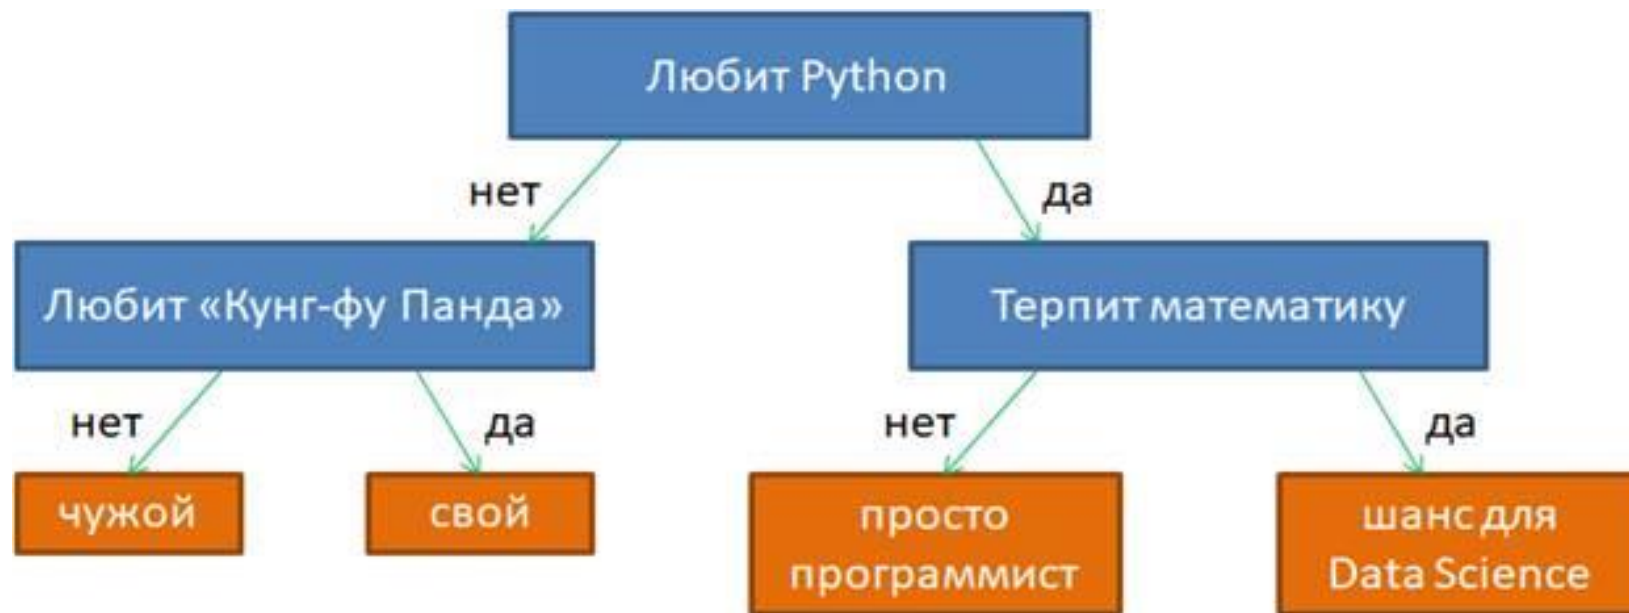 Любит Python
нет
да
Любит «Кунг-фу Панда»
Терпит математику
нет
да
нет
да
чужой
свой
просто
программист
шанс для
Data Science